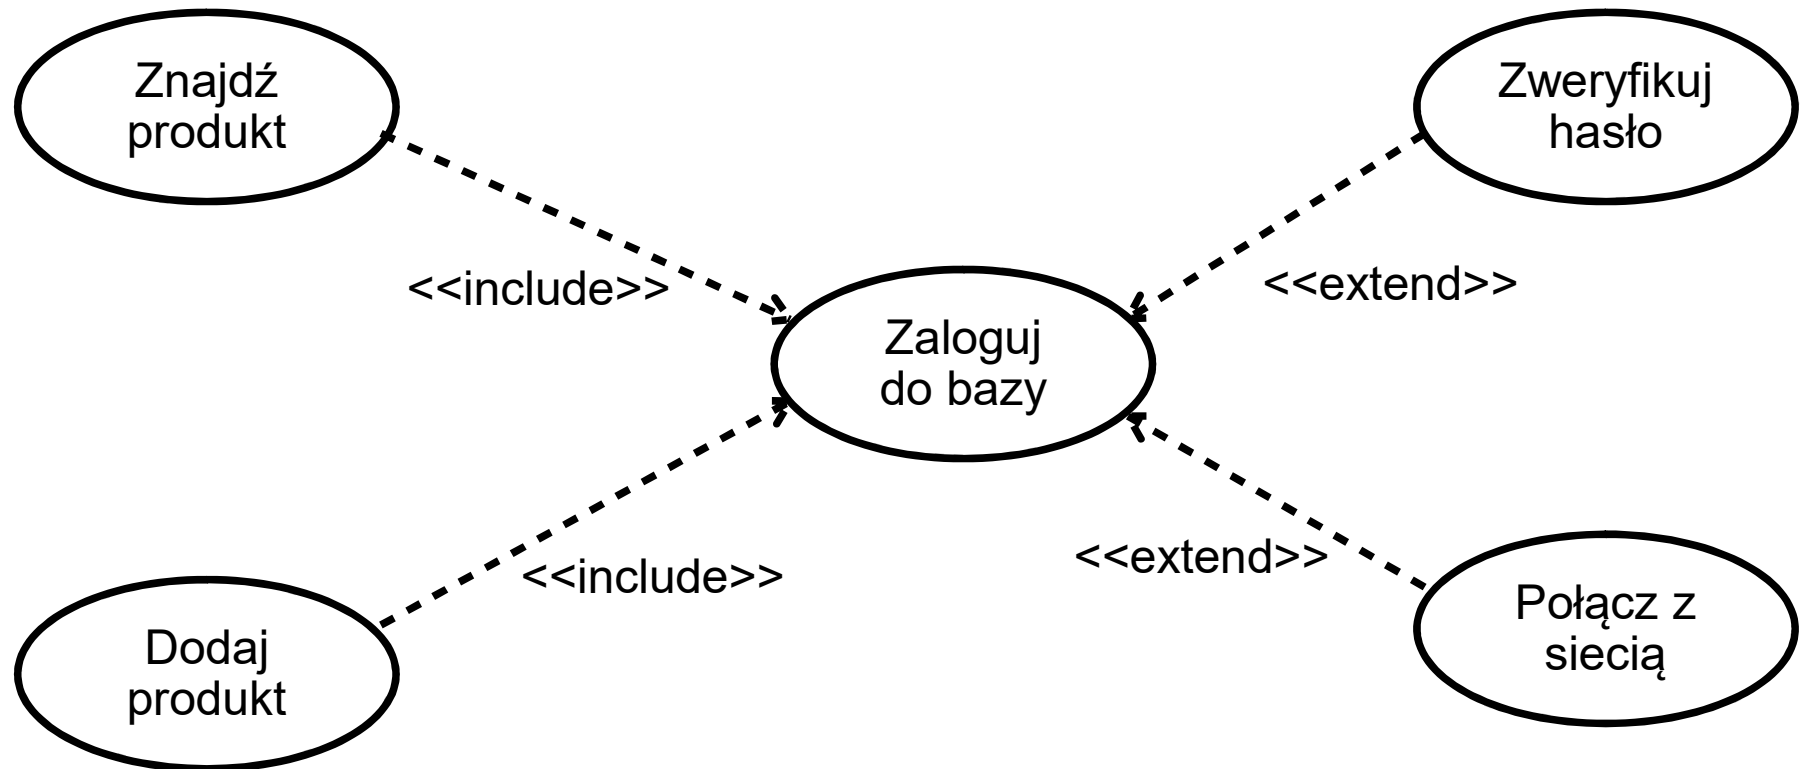 Znajdź
produkt
Zweryfikuj
hasło
<<include>>
<<extend>>
Zaloguj
do bazy
<<include>>
<<extend>>
Dodaj
produkt
Połącz z
siecią